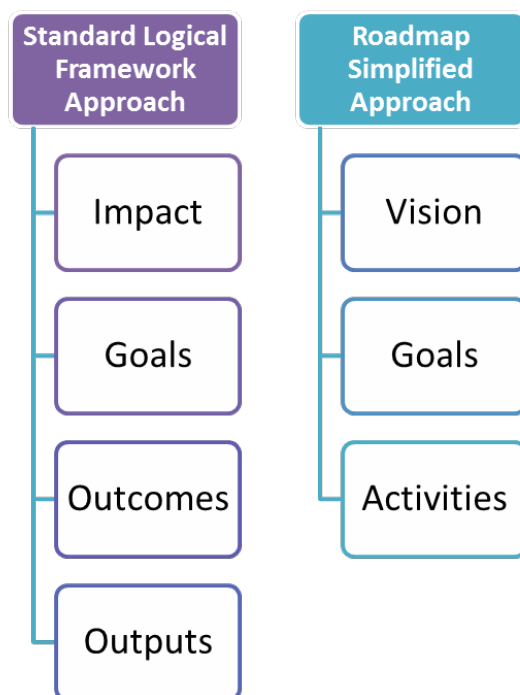 Standard Logical
Framework
Approach
Impact
Goals
Outcomes
Outputs
Roadmap
Simplified
Approach
Vision
Goals
Activities